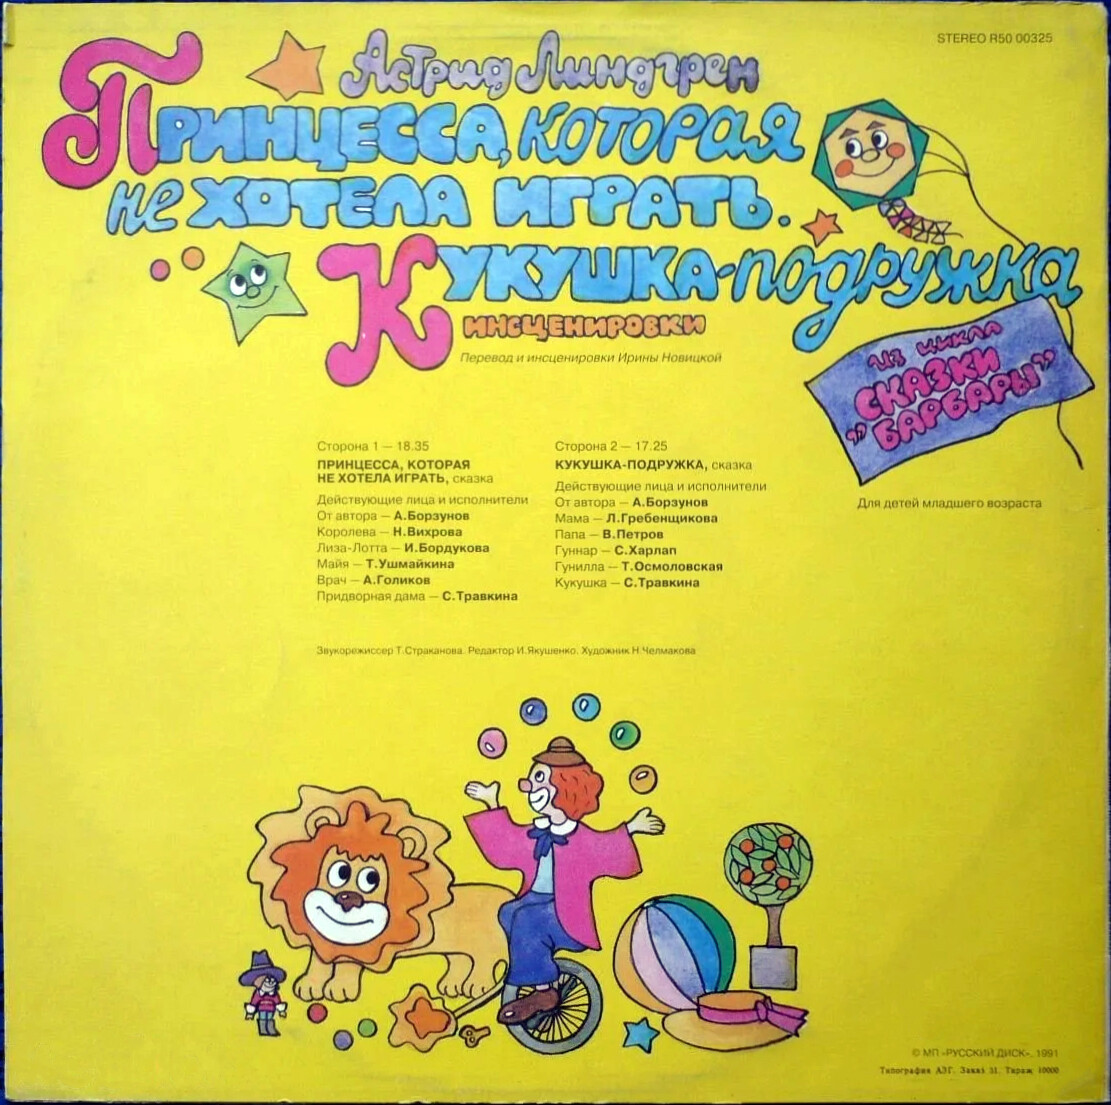 STEREO R50 00325
Астрид Линдгрен
Принцесса, которая
не хотела играть.
Кукушка-подружка
инсценировки
Перевод и инсценировки Ирины Новицкой
из цикла
"Сказки
Барбары"
Для детей младшего возраста
Сторона 1 — 18.35
ПРИНЦЕССА, КОТОРАЯ
НЕ ХОТЕЛА ИГРАТЬ, сказка
Действующие лица и исполнители
От автора — А.Борзунов
Королева — Н.Вихрова
Лиза-Лотта — И.Бордукова
Майя — Т.Ушмайкина
Врач — А.Голиков
Придворная дама — С.Травкина
Сторона 2 — 17.25
КУКУШКА-ПОДРУЖКА, сказка
Действующие лица и исполнители
От автора — А.Борзунов
Мама — Л.Гребенщикова
Папа — В.Петров
Гуннар — С.Харлап
Гунилла — Т.Осмоловская
Кукушка — С.Травкина
Звукорежиссер Т.Страканова. Редактор И.Якушенко. Художник Н.Челмакова
© МП «РУССКИЙ ДИСК», 1991
Типография АЗГ. Заказ 31. Тираж 10000